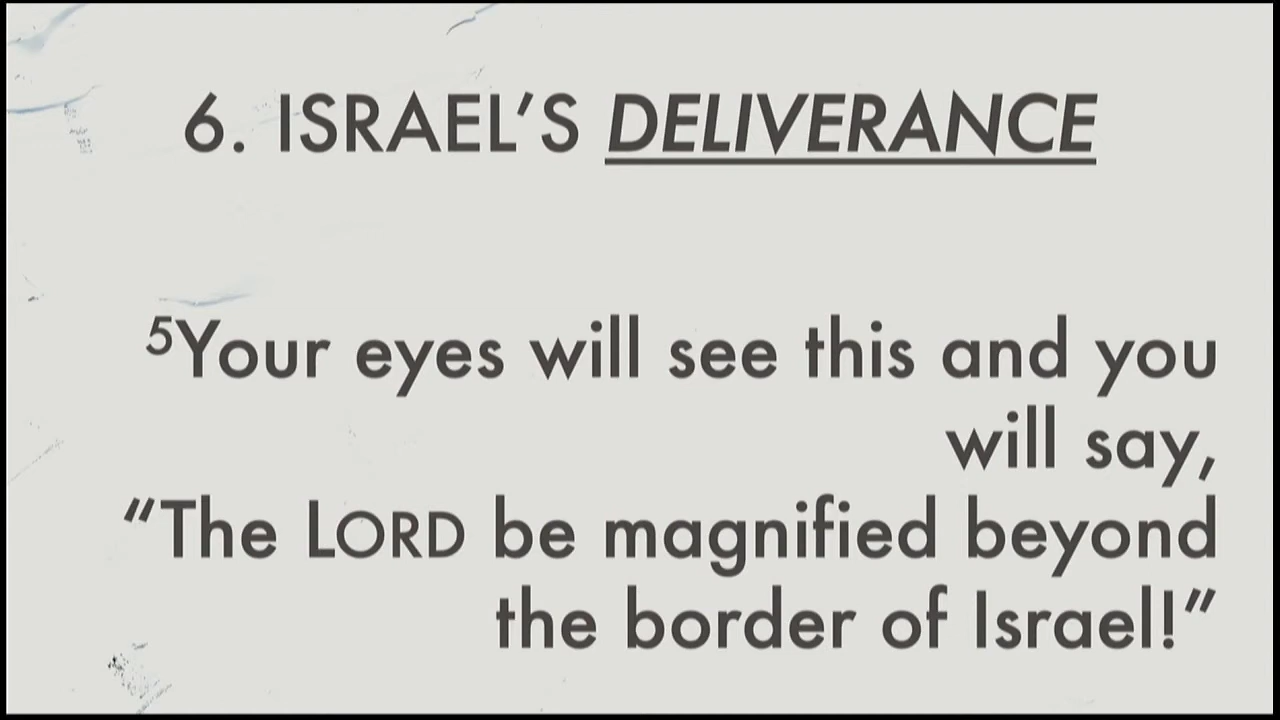 6. ISRAEL’S DELIVERANCE
⁵Your eyes will see this and you
will say,
“The LORD be magnified beyond
the border of Israel!”